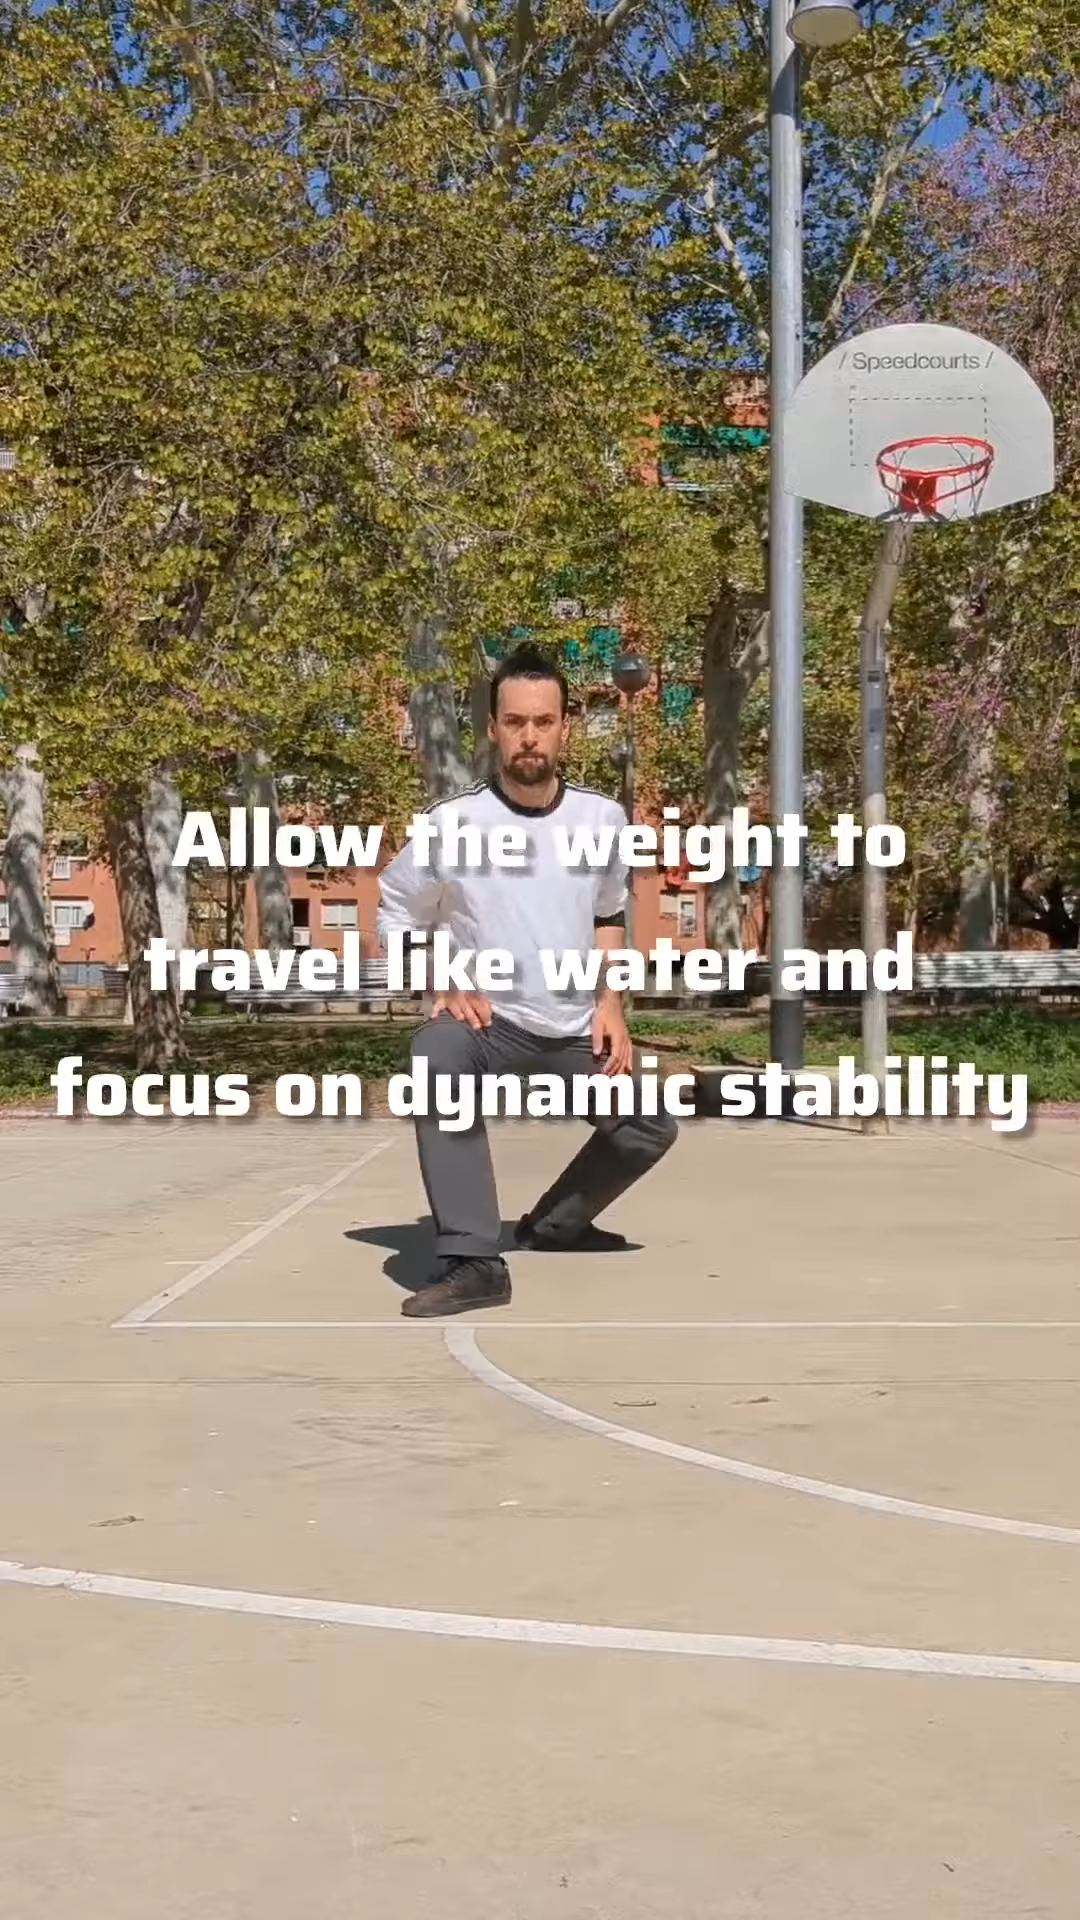 / Speedcourts /
Allow the weight to
travel like water and
focus on dynamic stability